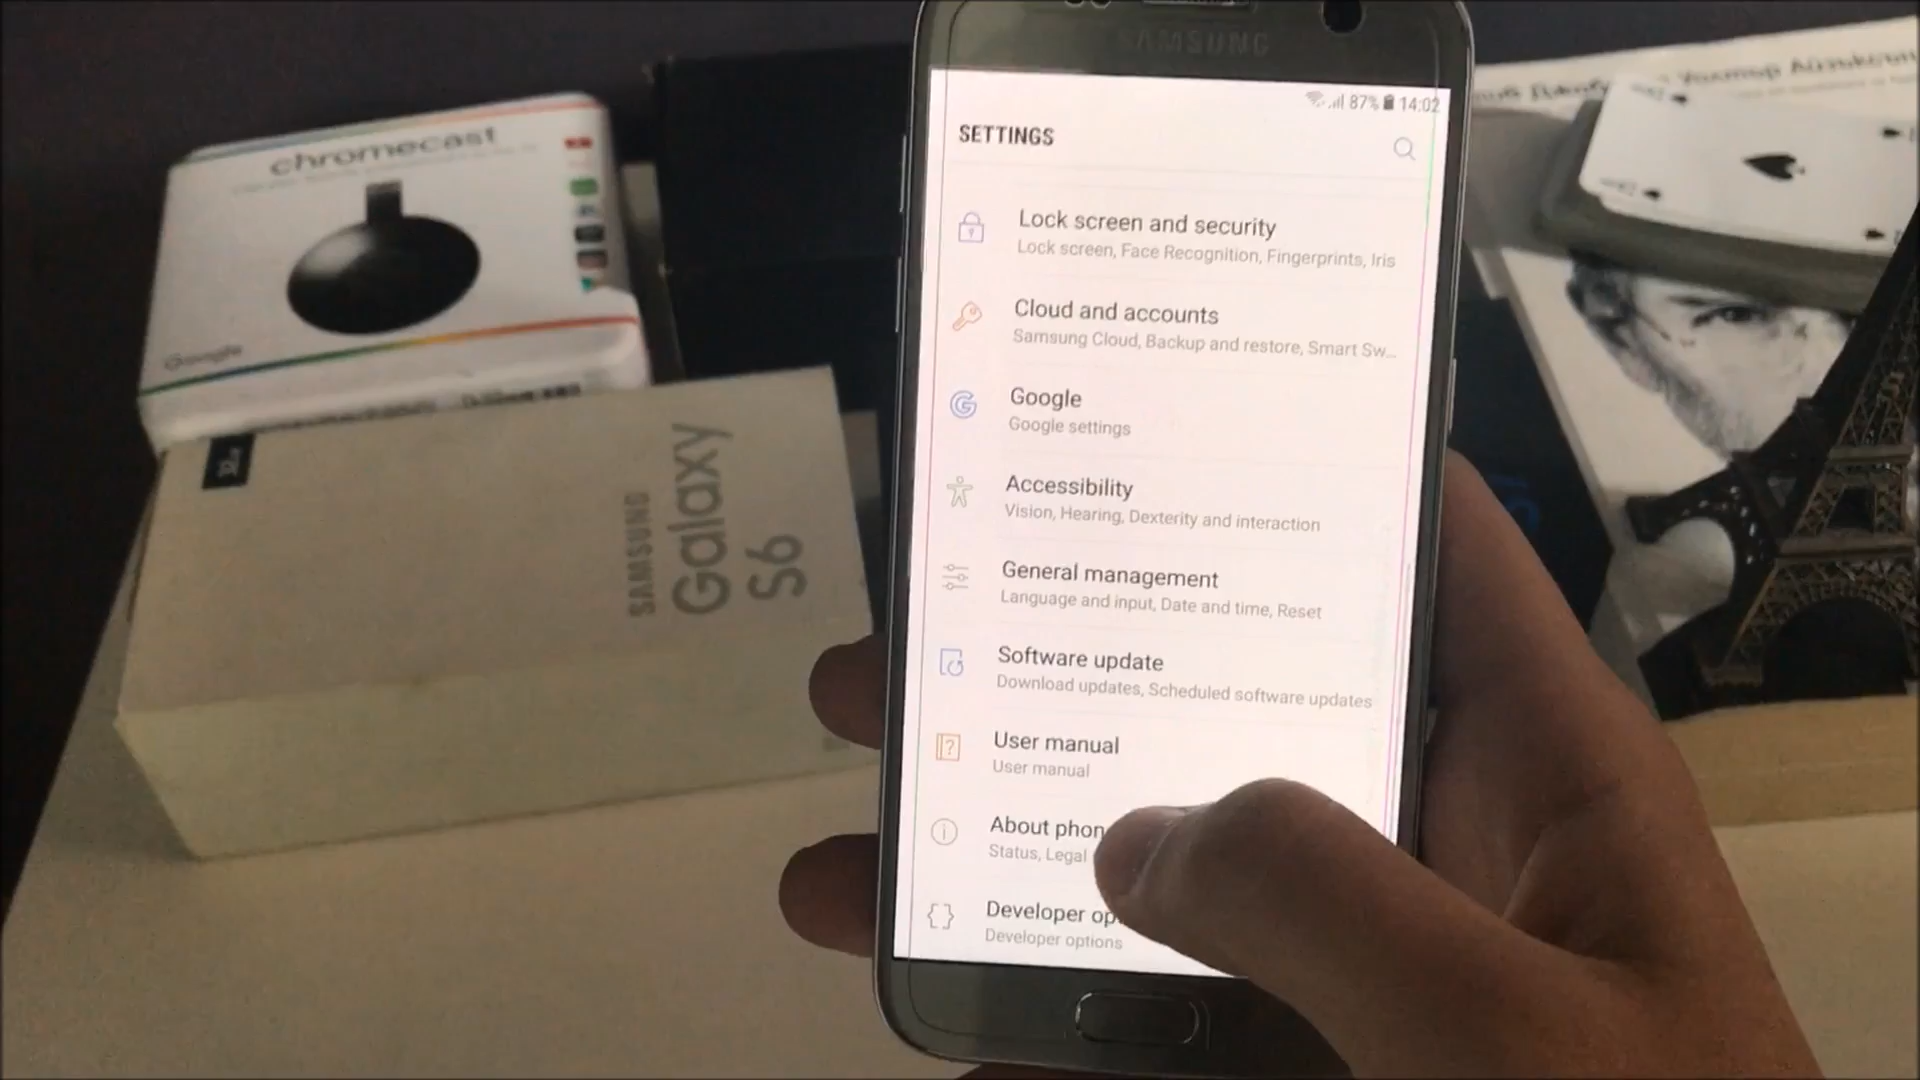 chromecast
Google
SAMSUNG
Galaxy
S6
SAMSUNG
87% 14:02
SETTINGS
Lock screen and security
Lock screen, Face Recognition, Fingerprints, Iris
Cloud and accounts
Samsung Cloud, Backup and restore, Smart Sw...
Google
Google settings
Accessibility
Vision, Hearing, Dexterity and interaction
General management
Language and input, Date and time, Reset
Software update
Download updates, Scheduled software updates
User manual
User manual
About phon
Status, Legal
Developer op
Developer options